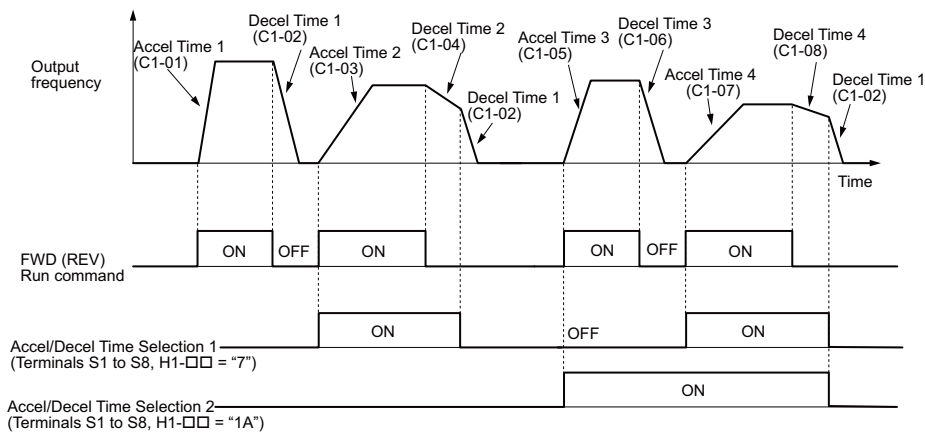 Output
frequency
Accel Time 1
(C1-01)
Decel Time 1
(C1-02)
Accel Time 2
(C1-03)
Decel Time 2
(C1-04)
Decel Time 1
(C1-02)
Accel Time 3
(C1-05)
Decel Time 3
(C1-06)
Accel Time 4
(C1-07)
Decel Time 4
(C1-08)
Decel Time 1
(C1-02)
Time
FWD (REV)
Run command
ON
OFF
ON
ON
OFF
ON
Accel/Decel Time Selection 1
(Terminals S1 to S8, H1-□□ = “7”)
ON
OFF
ON
Accel/Decel Time Selection 2
(Terminals S1 to S8, H1-□□ = “1A”)
ON